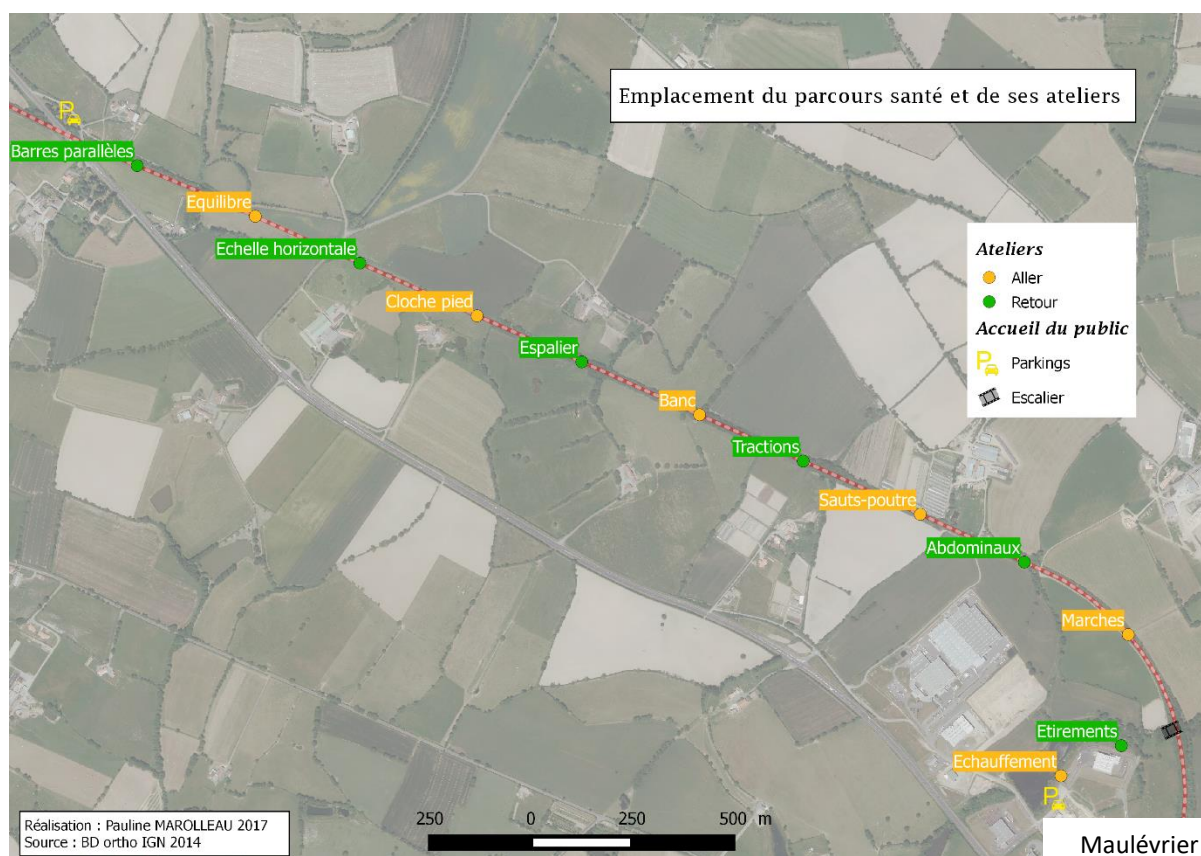 Emplacement du parcours santé et de ses ateliers
P
Barres parallèles
Equilibre
Echelle horizontale
Cloche pied
Espalier
Banc
Tractions
Sauts-poutre
Abdominaux
Marches
Etirements
Echauffement
P
Ateliers
Aller
Retour
Accueil du public
P Parkings
Escalier
250 0 250 500 m
Réalisation : Pauline MAROLLEAU 2017
Source : BD ortho IGN 2014
Maulévrier